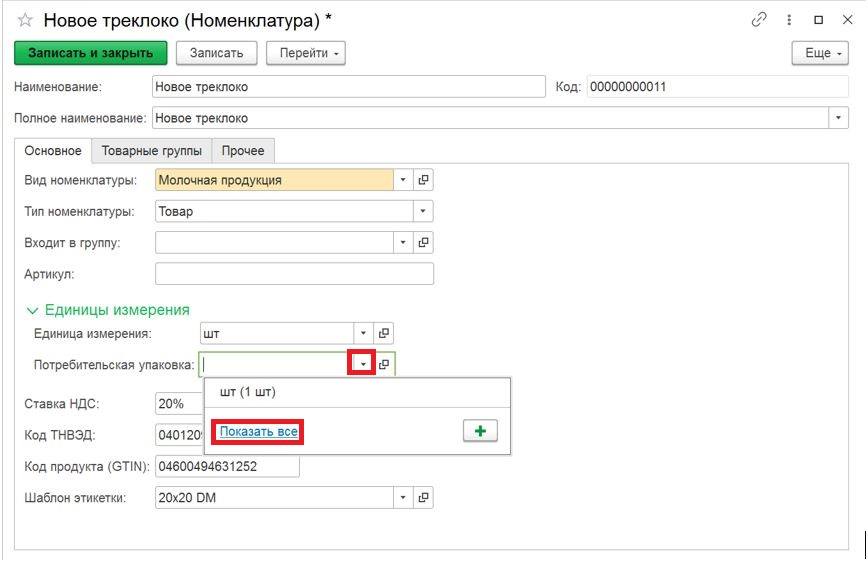 Новое треклоко (Номенклатура) *
Записать и закрыть Записать Перейти Еще
Наименование: Новое треклоко Код: 00000000011
Полное наименование: Новое треклоко
Основное Товарные группы Прочее
Вид номенклатуры: Молочная продукция
Тип номенклатуры: Товар
Входит в группу:
Артикул:
Единицы измерения
Единица измерения: шт
Потребительская упаковка:
шт (1 шт)
Ставка НДС: 20%
Показать все
Код ТНВЭД: 040120
Код продукта (GTIN): 04600494631252
Шаблон этикетки: 20x20 DM